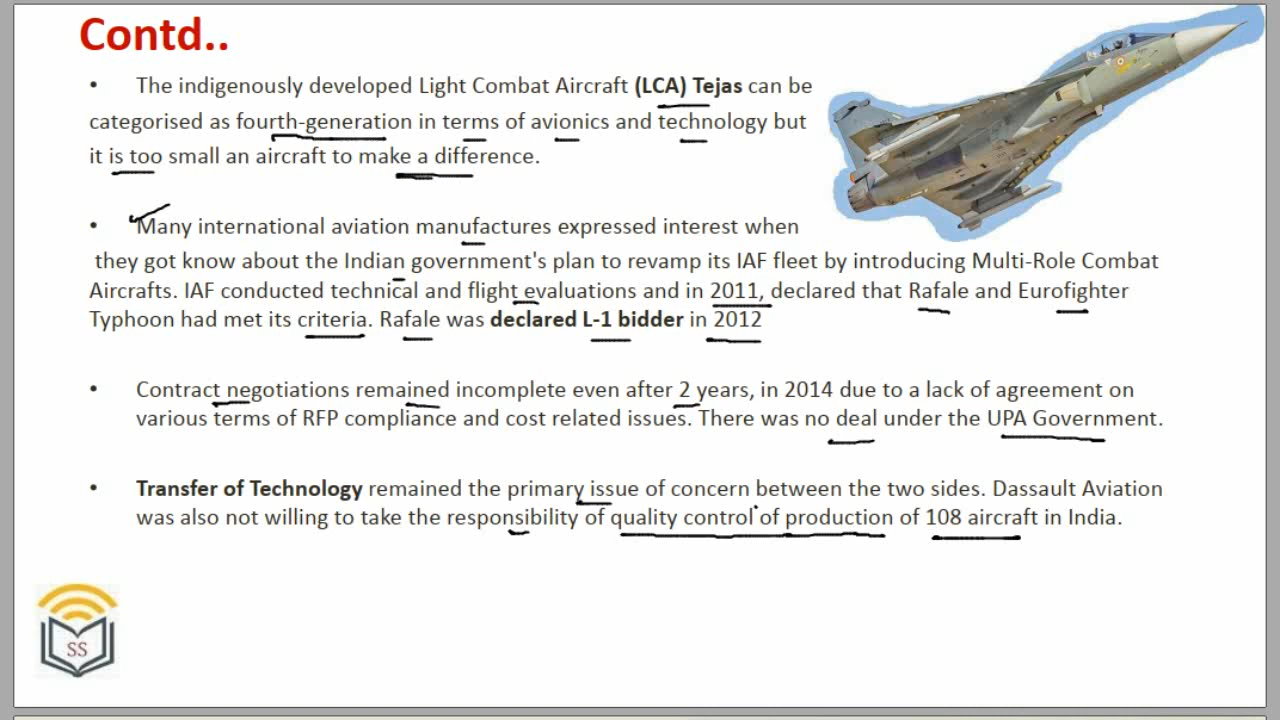 Contd..
• The indigenously developed Light Combat Aircraft (LCA) Tejas can be
categorised as fourth-generation in terms of avionics and technology but
it is too small an aircraft to make a difference.
• Many international aviation manufactures expressed interest when
they got know about the Indian government's plan to revamp its IAF fleet by introducing Multi-Role Combat
Aircrafts. IAF conducted technical and flight evaluations and in 2011, declared that Rafale and Eurofighter
Typhoon had met its criteria. Rafale was declared L-1 bidder in 2012
• Contract negotiations remained incomplete even after 2 years, in 2014 due to a lack of agreement on
various terms of RFP compliance and cost related issues. There was no deal under the UPA Government.
• Transfer of Technology remained the primary issue of concern between the two sides. Dassault Aviation
was also not willing to take the responsibility of quality control of production of 108 aircraft in India.
SS